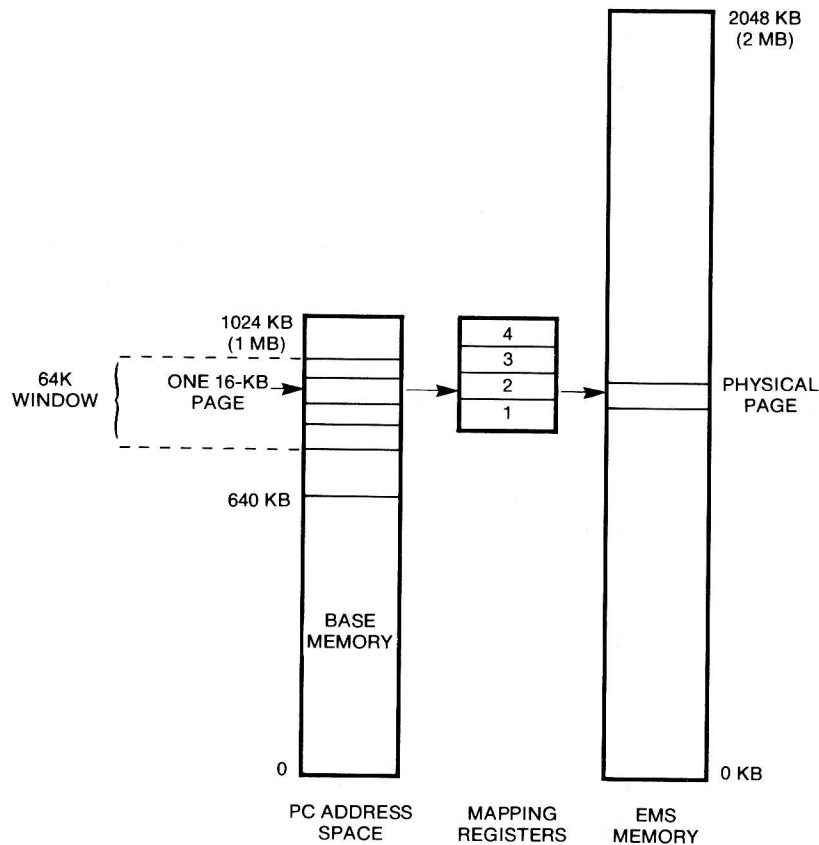 2048 KB
(2 MB)
1024 KB
(1 MB)
4
3
2
1
64K
WINDOW
ONE 16-KB
PAGE
PHYSICAL
PAGE
640 KB
BASE
MEMORY
0
0 KB
PC ADDRESS
SPACE
MAPPING
REGISTERS
EMS
MEMORY